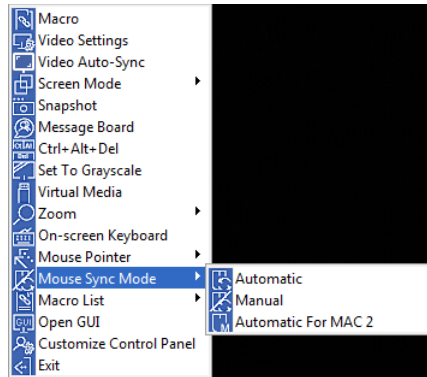 Macro
Video Settings
Video Auto-Sync
Screen Mode
Snapshot
Message Board
Ctrl+Alt+Del
Set To Grayscale
Virtual Media
Zoom
On-screen Keyboard
Mouse Pointer
Mouse Sync Mode
Automatic
Macro List
Manual
GUI Open GUI
Automatic For MAC 2
Customize Control Panel
Exit